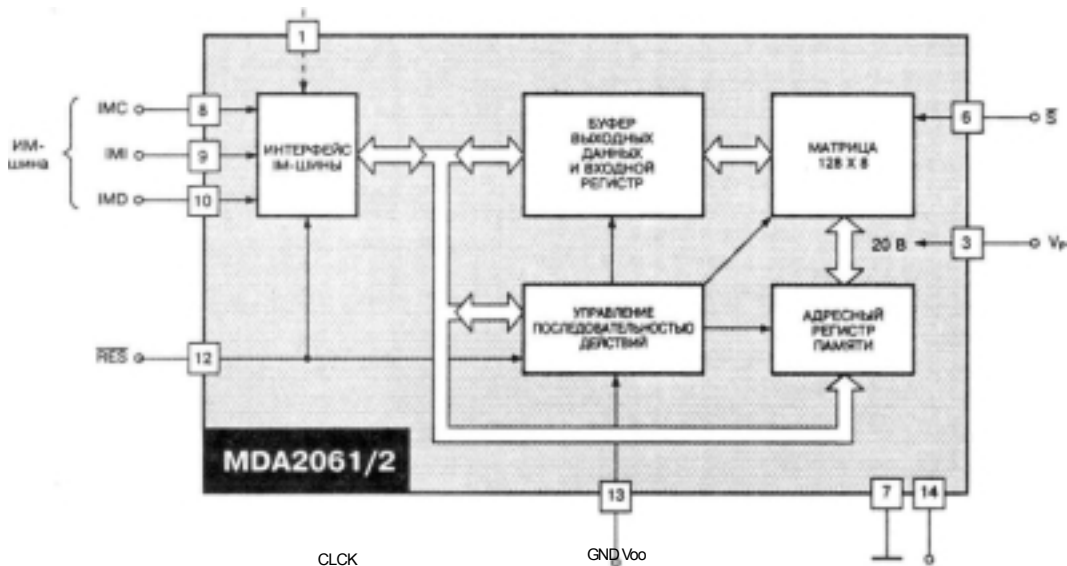 1
IMC
8
ИМ-
шина
IMI
9
IMD
10
ИНТЕРФЕЙС
IM-ШИНЫ
БУФЕР
ВЫХОДНЫХ
ДАННЫХ
И ВХОДНОЙ
РЕГИСТР
МАТРИЦА
128 X 8
6
S
20 В
3
VP
УПРАВЛЕНИЕ
ПОСЛЕДОВАТЕЛЬНОСТЬЮ
ДЕЙСТВИЙ
АДРЕСНЫЙ
РЕГИСТР
ПАМЯТИ
RES
12
MDA2061/2
13
7
14
CLCK
GND Voo